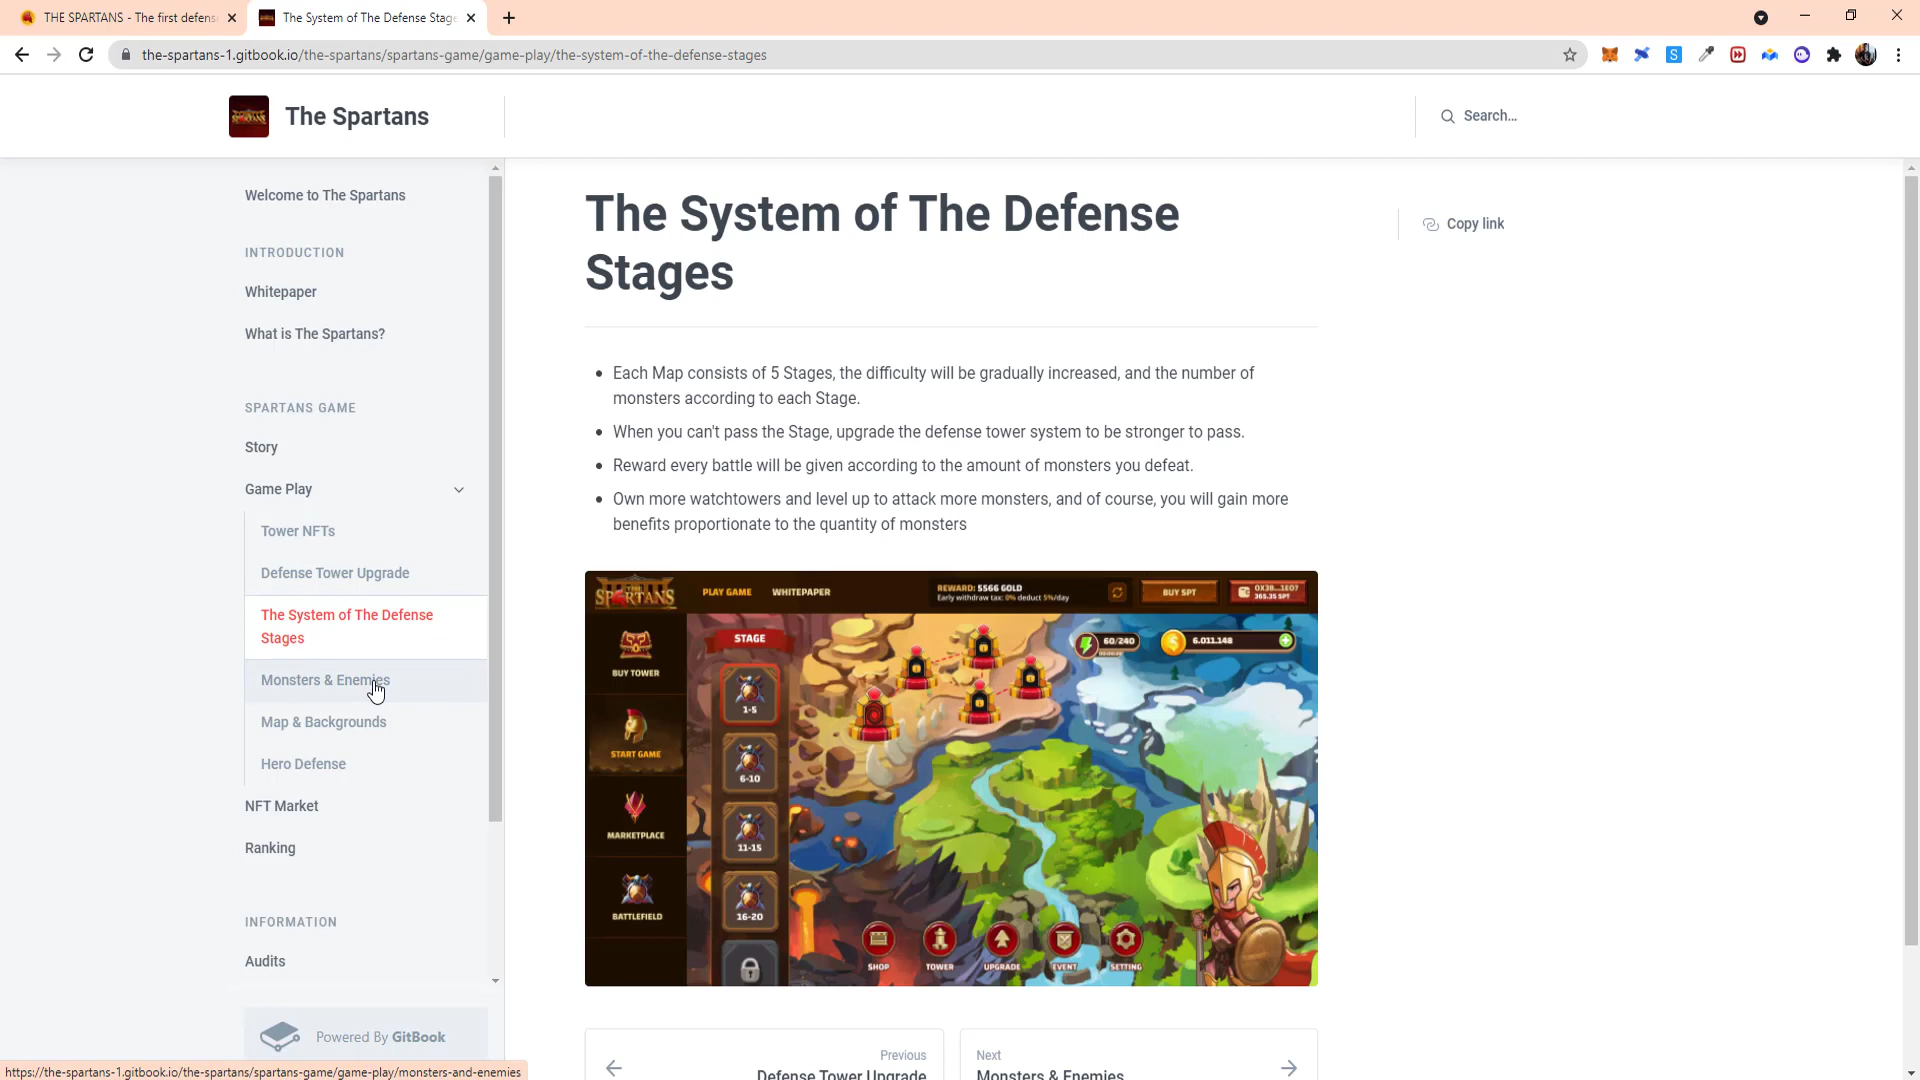 THE SPARTANS - The first defens
The System of The Defense Stage
the-spartans-1.gitbook.io/the-spartans/spartans-game/game-play/the-system-of-the-defense-stages
The Spartans
Search...
Welcome to The Spartans
INTRODUCTION
Whitepaper
What is The Spartans?
SPARTANS GAME
Story
Game Play
Tower NFTs
Defense Tower Upgrade
The System of The Defense
Stages
Monsters & Enemies
Map & Backgrounds
Hero Defense
NFT Market
Ranking
INFORMATION
Audits
Powered By GitBook
https://the-spartans-1.gitbook.io/the-spartans/spartans-game/game-play/monsters-and-enemies
The System of The Defense
Stages
Copy link
Each Map consists of 5 Stages, the difficulty will be gradually increased, and the number of
monsters according to each Stage.
When you can't pass the Stage, upgrade the defense tower system to be stronger to pass.
Reward every battle will be given according to the amount of monsters you defeat.
Own more watchtowers and level up to attack more monsters, and of course, you will gain more
benefits proportionate to the quantity of monsters
SPARTANS
PLAY GAME
WHITEPAPER
REWARD: 5566 GOLD
Early withdraw tax: 0% deduct 5%/day
BUY SPT
365.35 SPT
BUY TOWER
START GAME
MARKETPLACE
BATTLEFIELD
STAGE
1-5
6-10
11-15
16-20
60/240
6.011.148
SHOP
TOWER
UPGRADE
EVENT
SETTING
Previous
Defense Tower Upgrade
Next
Monsters & Enemies